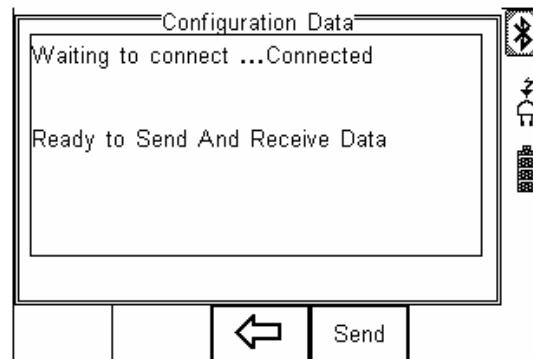 Configuration Data
Waiting to connect ...Connected
Ready to Send And Receive Data
Send